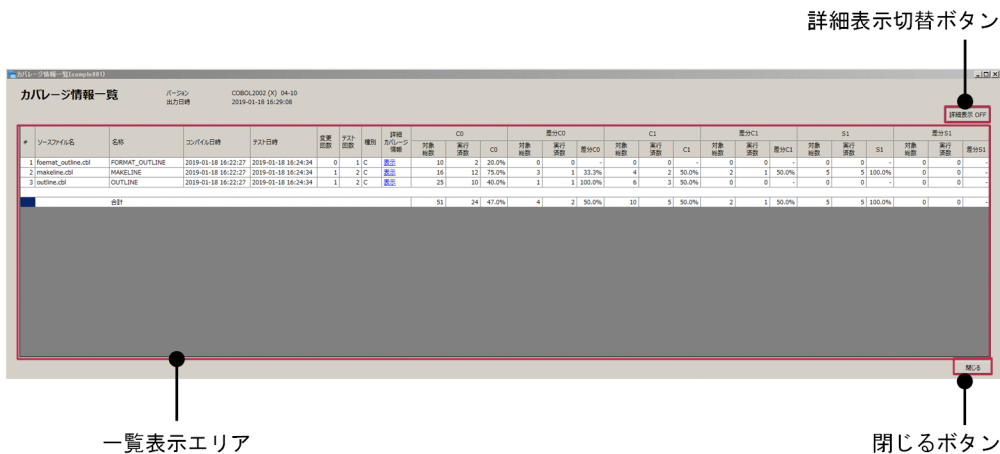 詳細表示切替ボタン
カバレージ情報一覧(sample001)
カバレージ情報一覧
バージョン COBOL2002 (X) 04-10
出力日時 2019-01-18 16:29:08
詳細表示 OFF
# ソースファイル名 名称 コンパイル日時 テスト日時 変更回数 テスト回数 種別 詳細カバレージ情報 C0 差分C0 C1 差分C1 S1 差分S1
対象総数 実行済数 C0 対象総数 実行済数 差分C0 対象総数 実行済数 C1 対象総数 実行済数 差分C1 対象総数 実行済数 S1 対象総数 実行済数 差分S1
1 foemat_outline.cbl FORMAT_OUTLINE 2019-01-18 16:22:27 2019-01-18 16:24:34 0 1 C 表示 10 2 20.0% 0 0 - 0 0 - 0 0 - 0 0 - 0 0 -
2 makeline.cbl MAKELINE 2019-01-18 16:22:27 2019-01-18 16:24:34 1 2 C 表示 16 12 75.0% 3 1 33.3% 4 2 50.0% 2 1 50.0% 5 5 100.0% 0 0 -
3 outline.cbl OUTLINE 2019-01-18 16:22:27 2019-01-18 16:24:34 1 2 C 表示 25 10 40.0% 1 1 100.0% 6 3 50.0% 0 0 - 0 0 - 0 0 -
合計 51 24 47.0% 4 2 50.0% 10 5 50.0% 2 1 50.0% 5 5 100.0% 0 0 -
閉じる
一覧表示エリア
閉じるボタン